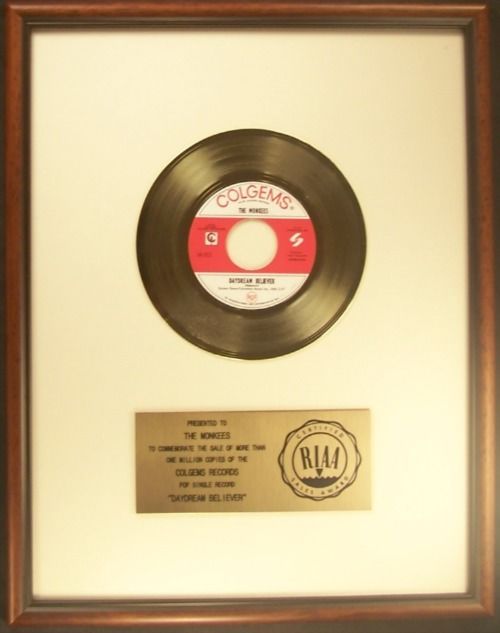 COLGEMS
THE MONKEES
DAYDREAM BELIEVER
PRESENTED TO
THE MONKEES
TO COMMEMORATE THE SALE OF MORE THAN
ONE MILLION COPIES OF THE
COLGEMS RECORDS
POP SINGLE RECORD
"DAYDREAM BELIEVER"
CERTIFIED
RIAA
SALES AWARD